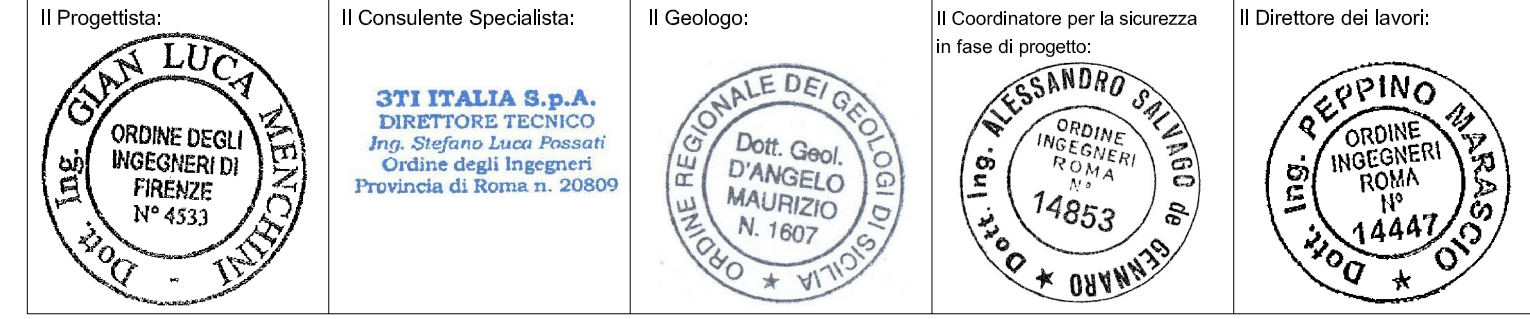 Il Progettista:
Dott. Ing. GIAN LUCA MENCHINI -
ORDINE DEGLI
INGEGNERI DI
FIRENZE
N° 4533
Il Consulente Specialista:
3TI ITALIA S.p.A.
DIRETTORE TECNICO
Ing. Stefano Luca Possati
Ordine degli Ingegneri
Provincia di Roma n. 20809
Il Geologo:
ORDINE REGIONALE DEI GEOLOGI DI SICILIA ★
Dott. Geol.
D'ANGELO
MAURIZIO
N. 1607
Il Coordinatore per la sicurezza
in fase di progetto:
Dott. Ing. ALESSANDRO SALVAGO de GENNARO ★
ORDINE
INGEGNERI
ROMA
N°
14853
Il Direttore dei lavori:
Dott. Ing. PEPPINO MARASCIO ★
ORDINE
INGEGNERI
ROMA
N°
14447